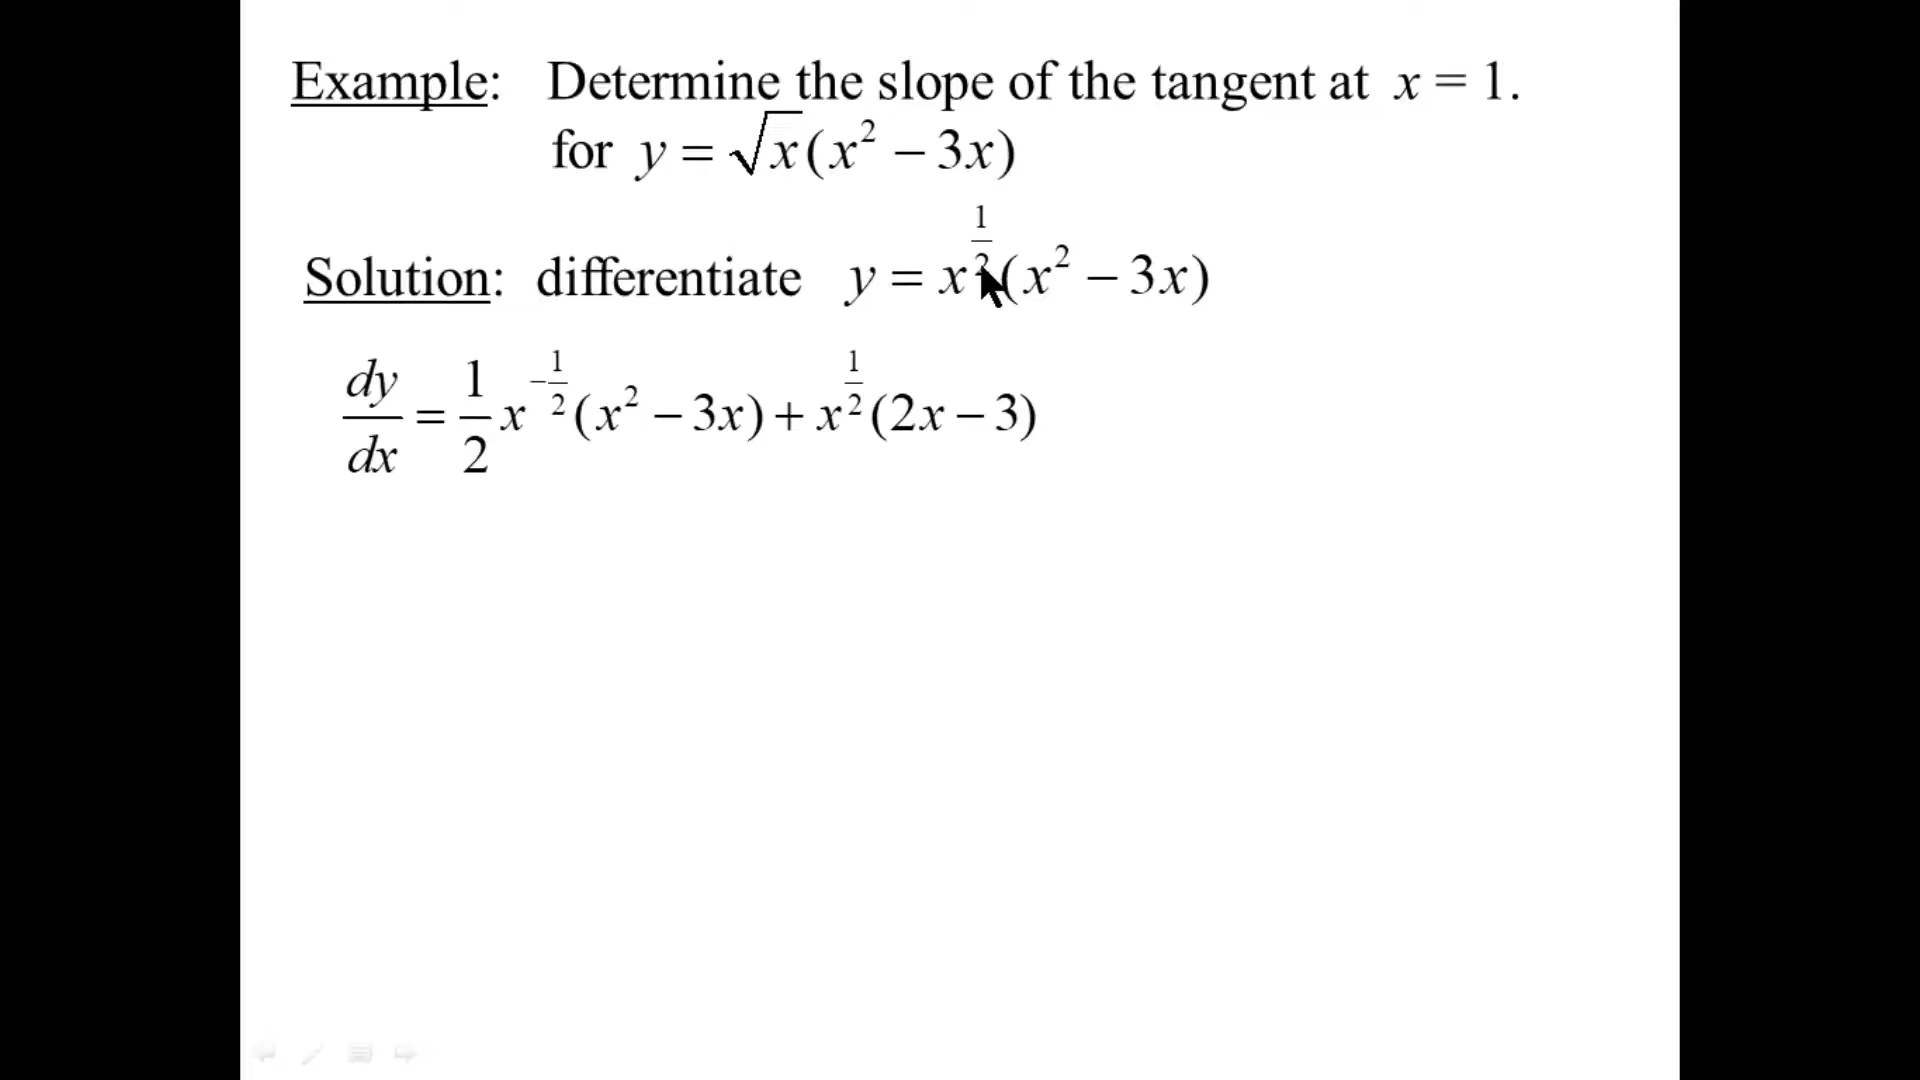 Example: Determine the slope of the tangent at x = 1.
for y = √x(x² − 3x)
Solution: differentiate y = x^(1/2)(x² − 3x)
dy/dx = 1/2 x^(−1/2)(x² − 3x) + x^(1/2)(2x − 3)